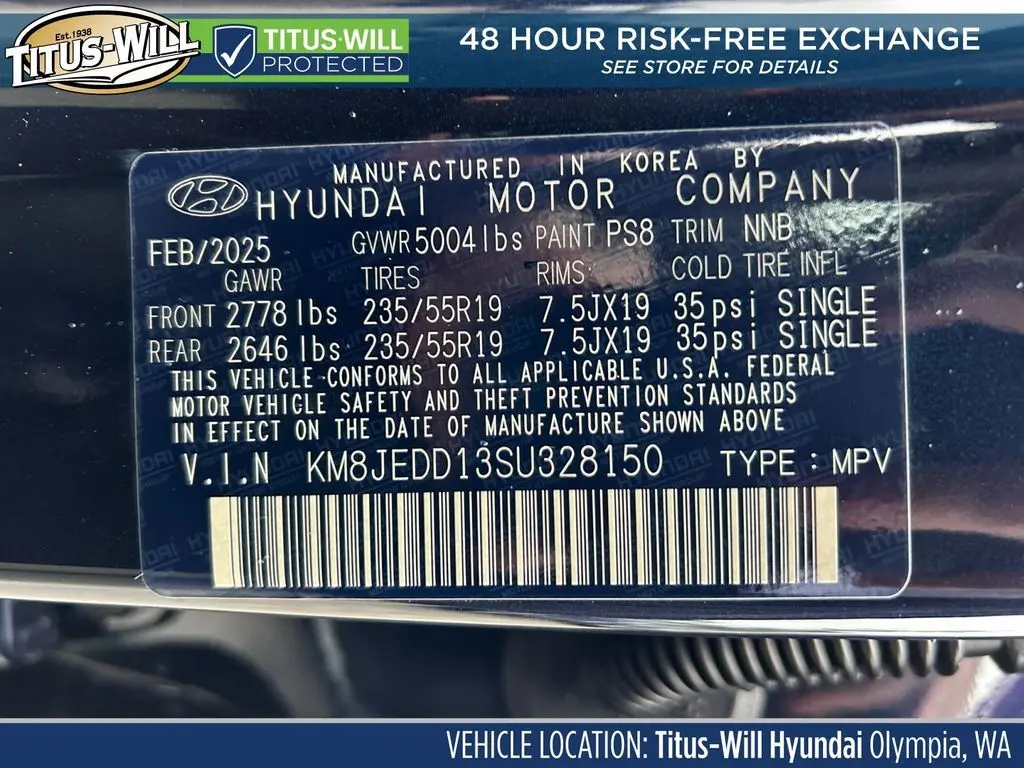 Est. 1938
TITUS-WILL
TITUS-WILL
PROTECTED
48 HOUR RISK-FREE EXCHANGE
SEE STORE FOR DETAILS
MANUFACTURED IN KOREA BY
HYUNDAI MOTOR COMPANY
FEB/2025 GVWR 5004 lbs PAINT PS8 TRIM NNB
GAWR TIRES RIMS COLD TIRE INFL
FRONT 2778 lbs 235/55R19 7.5JX19 35psi SINGLE
REAR 2646 lbs 235/55R19 7.5JX19 35psi SINGLE
THIS VEHICLE CONFORMS TO ALL APPLICABLE U.S.A. FEDERAL
MOTOR VEHICLE SAFETY AND THEFT PREVENTION STANDARDS
IN EFFECT ON THE DATE OF MANUFACTURE SHOWN ABOVE
V.I.N KM8JEDD13SU328150 TYPE : MPV
VEHICLE LOCATION: Titus-Will Hyundai Olympia, WA